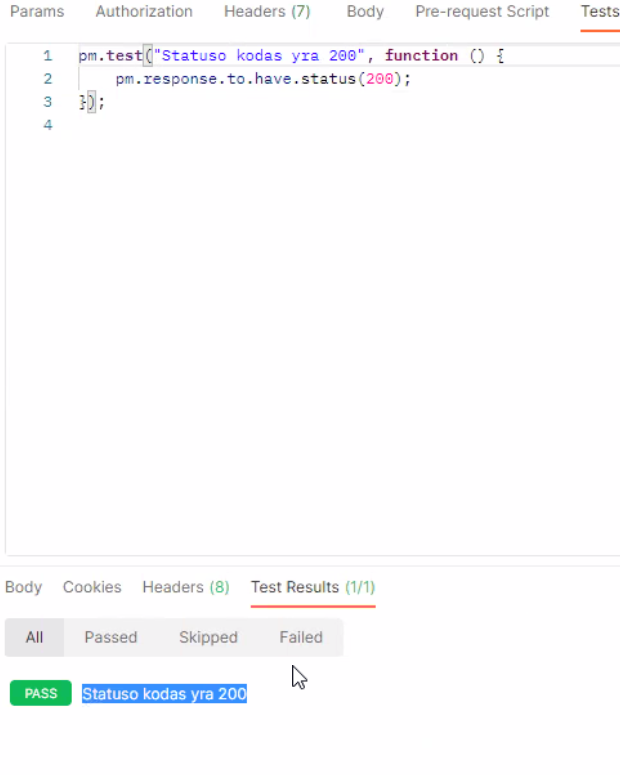 Params Authorization Headers (7) Body Pre-request Script Tests
1 pm.test("Statuso kodas yra 200", function () {
2 pm.response.to.have.status(200);
3 });
4
Body Cookies Headers (8) Test Results (1/1)
All Passed Skipped Failed
PASS Statuso kodas yra 200